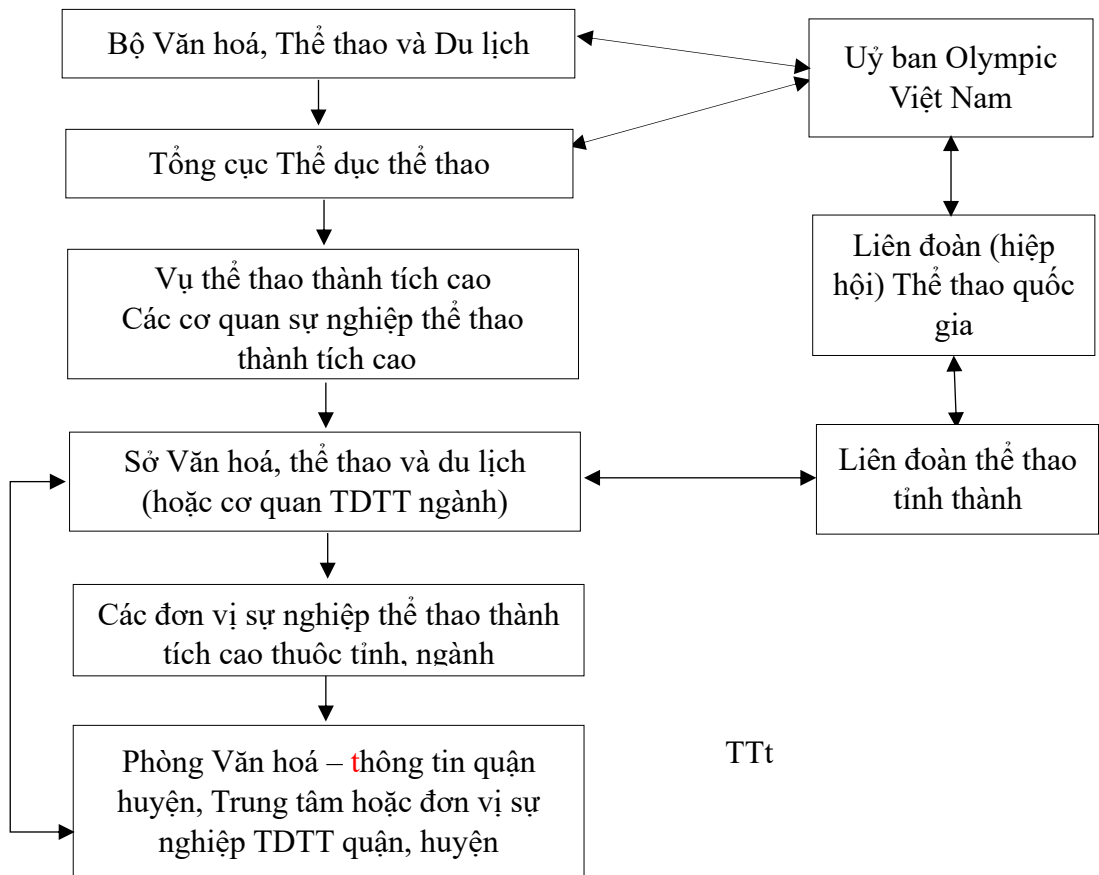 Bộ Văn hoá, Thể thao và Du lịch
Uỷ ban Olympic
Việt Nam
Tổng cục Thể dục thể thao
Vụ thể thao thành tích cao
Các cơ quan sự nghiệp thể thao
thành tích cao
Liên đoàn (hiệp
hội) Thể thao quốc
gia
Sở Văn hoá, thể thao và du lịch
(hoặc cơ quan TDTT ngành)
Liên đoàn thể thao
tỉnh thành
Các đơn vị sự nghiệp thể thao thành
tích cao thuộc tỉnh, ngành
Phòng Văn hoá – thông tin quận
huyện, Trung tâm hoặc đơn vị sự
nghiệp TDTT quận, huyện
TTt